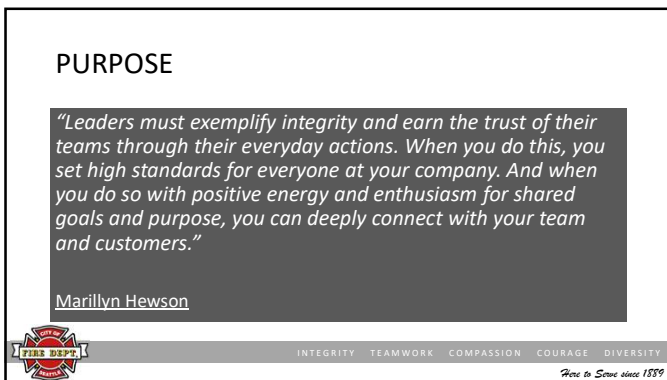 PURPOSE
“Leaders must exemplify integrity and earn the trust of their
teams through their everyday actions. When you do this, you
set high standards for everyone at your company. And when
you do so with positive energy and enthusiasm for shared
goals and purpose, you can deeply connect with your team
and customers.”
Marillyn Hewson
CITY OF
FIRE DEPT.
SEATTLE
INTEGRITY TEAMWORK COMPASSION COURAGE DIVERSITY
Here to Serve since 1889